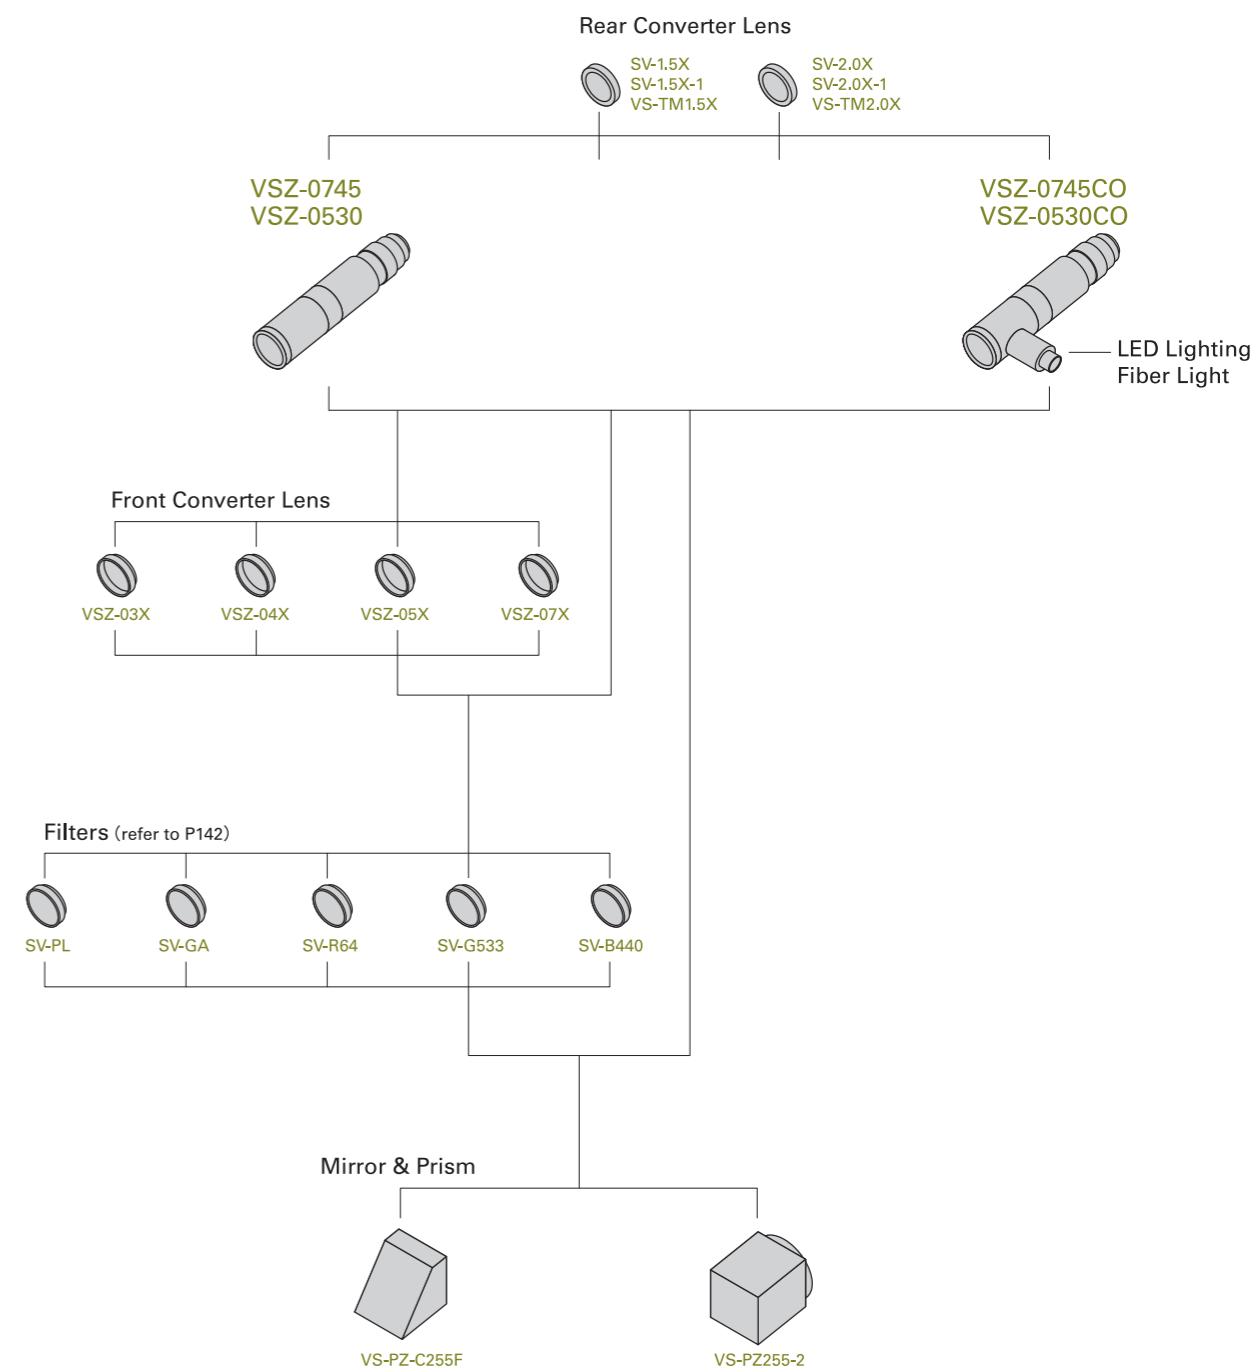 Rear Converter Lens
SV-1.5X
SV-1.5X-1
VS-TM1.5X
SV-2.0X
SV-2.0X-1
VS-TM2.0X
VSZ-0745
VSZ-0530
VSZ-0745CO
VSZ-0530CO
LED Lighting
Fiber Light
Front Converter Lens
VSZ-03X
VSZ-04X
VSZ-05X
VSZ-07X
Filters (refer to P142)
SV-PL
SV-GA
SV-R64
SV-G533
SV-B440
Mirror & Prism
VS-PZ-C255F
VS-PZ255-2